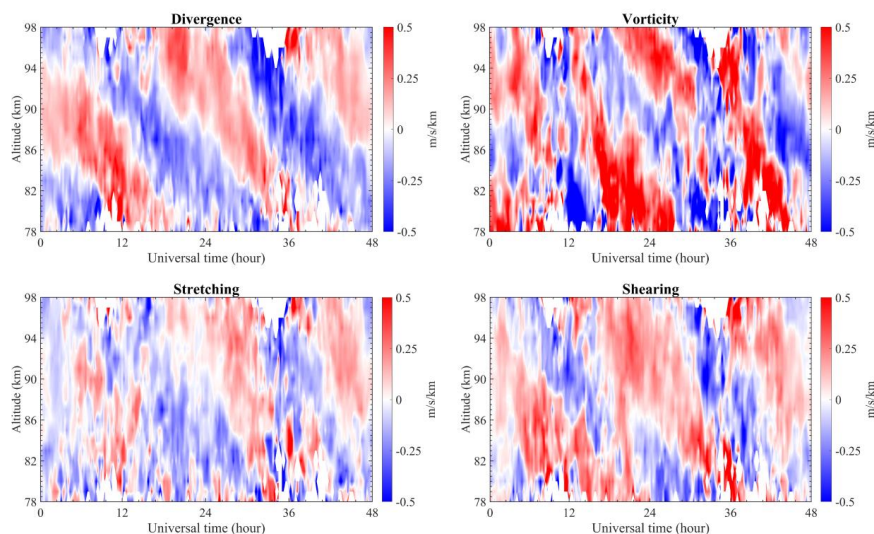 Divergence
98
94
90
86
82
78
Altitude (km)
0 12 24 36 48
Universal time (hour)
0.5
0.25
0
-0.25
-0.5
m/s/km
Vorticity
98
94
90
86
82
78
Altitude (km)
0 12 24 36 48
Universal time (hour)
0.5
0.25
0
-0.25
-0.5
m/s/km
Stretching
98
94
90
86
82
78
Altitude (km)
0 12 24 36 48
Universal time (hour)
0.5
0.25
0
-0.25
-0.5
m/s/km
Shearing
98
94
90
86
82
78
Altitude (km)
0 12 24 36 48
Universal time (hour)
0.5
0.25
0
-0.25
-0.5
m/s/km